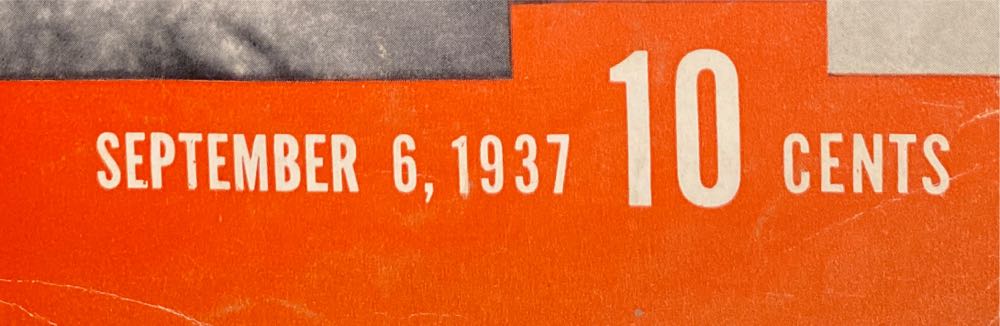 SEPTEMBER 6, 1937 10 CENTS